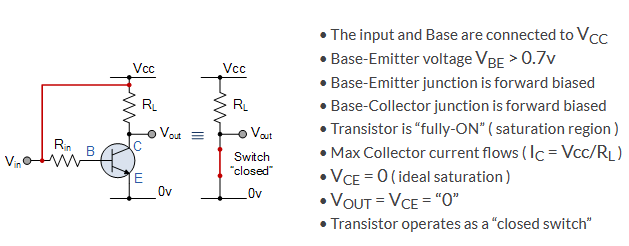 Vcc
Vcc
RL
RL
Vout
≡
Vout
Rin
B
C
Vin
Switch
"closed"
E
0v
0v
• The input and Base are connected to VCC
• Base-Emitter voltage VBE > 0.7v
• Base-Emitter junction is forward biased
• Base-Collector junction is forward biased
• Transistor is “fully-ON” ( saturation region )
• Max Collector current flows ( IC = Vcc/RL )
• VCE = 0 ( ideal saturation )
• VOUT = VCE = “0”
• Transistor operates as a “closed switch”